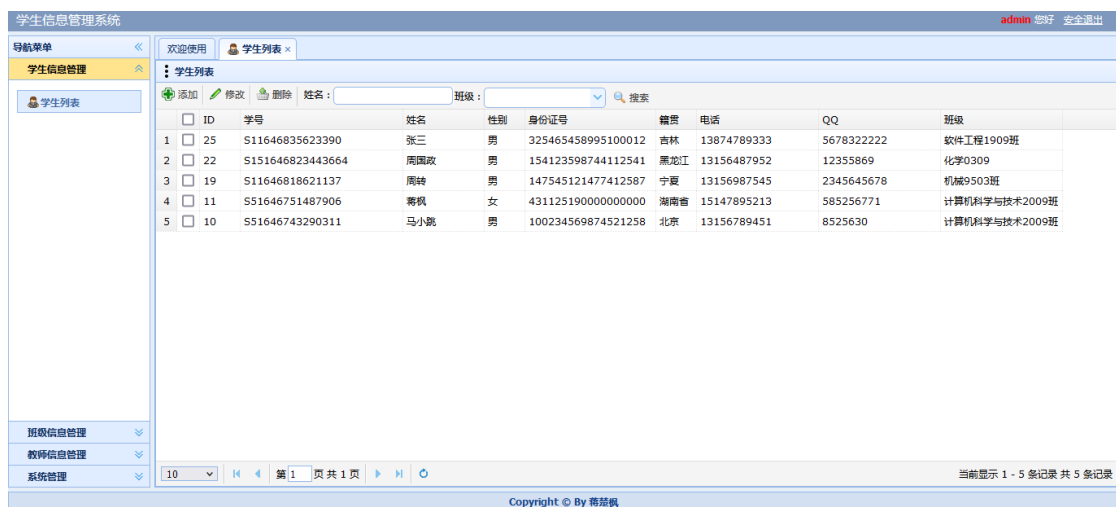 学生信息管理系统 admin 您好 安全退出
导航菜单 欢迎使用 学生列表
学生信息管理 学生列表
学生列表 添加 修改 删除 姓名： 班级： 搜索
ID 学号 姓名 性别 身份证号 籍贯 电话 QQ 班级
1 25 S11646835623390 张三 男 325465458995100012 吉林 13874789333 5678322222 软件工程1909班
2 22 S151646823443664 周国政 男 154123598744112541 黑龙江 13156487952 12355869 化学0309
3 19 S11646818621137 周转 男 147545121477412587 宁夏 13156987545 2345645678 机械9503班
4 11 S51646751487906 蒋枫 女 431125190000000000 湖南省 15147895213 585256771 计算机科学与技术2009班
5 10 S51646743290311 马小跳 男 100234569874521258 北京 13156789451 8525630 计算机科学与技术2009班
班级信息管理
教师信息管理
系统管理
10 第 1 页 共 1 页 当前显示 1 - 5 条记录 共 5 条记录
Copyright © By 蒋楚枫